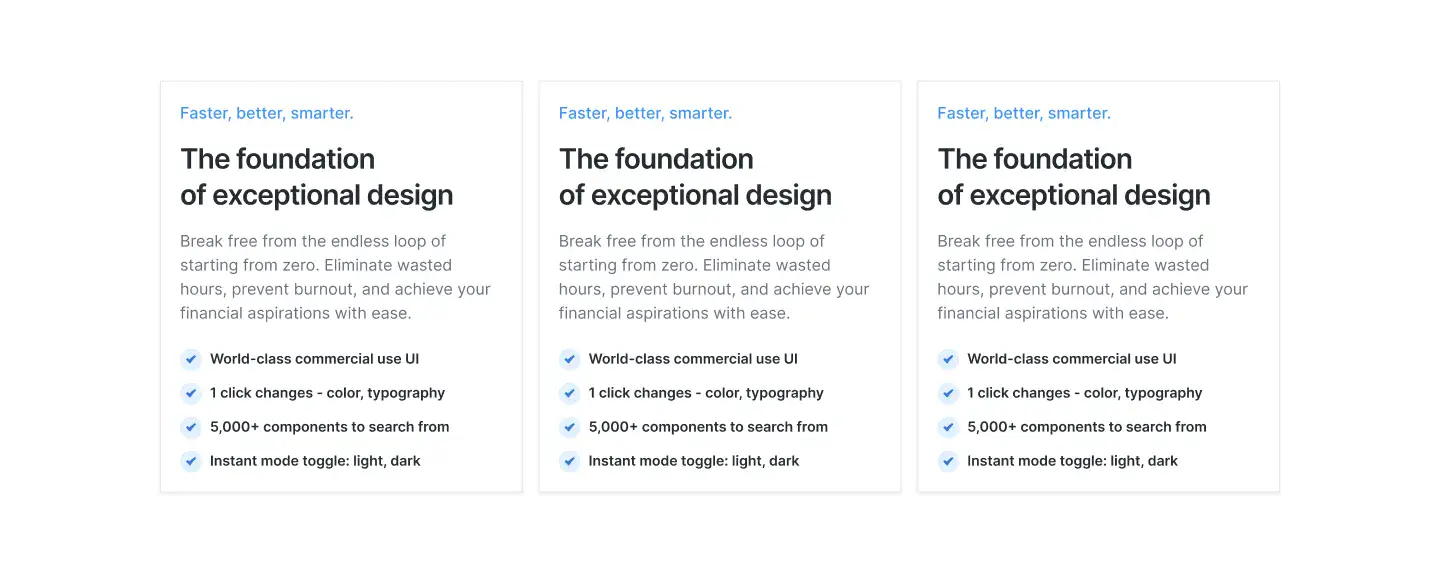 Faster, better, smarter.
The foundation
of exceptional design
Break free from the endless loop of
starting from zero. Eliminate wasted
hours, prevent burnout, and achieve your
financial aspirations with ease.
World-class commercial use UI
1 click changes - color, typography
5,000+ components to search from
Instant mode toggle: light, dark
Faster, better, smarter.
The foundation
of exceptional design
Break free from the endless loop of
starting from zero. Eliminate wasted
hours, prevent burnout, and achieve your
financial aspirations with ease.
World-class commercial use UI
1 click changes - color, typography
5,000+ components to search from
Instant mode toggle: light, dark
Faster, better, smarter.
The foundation
of exceptional design
Break free from the endless loop of
starting from zero. Eliminate wasted
hours, prevent burnout, and achieve your
financial aspirations with ease.
World-class commercial use UI
1 click changes - color, typography
5,000+ components to search from
Instant mode toggle: light, dark